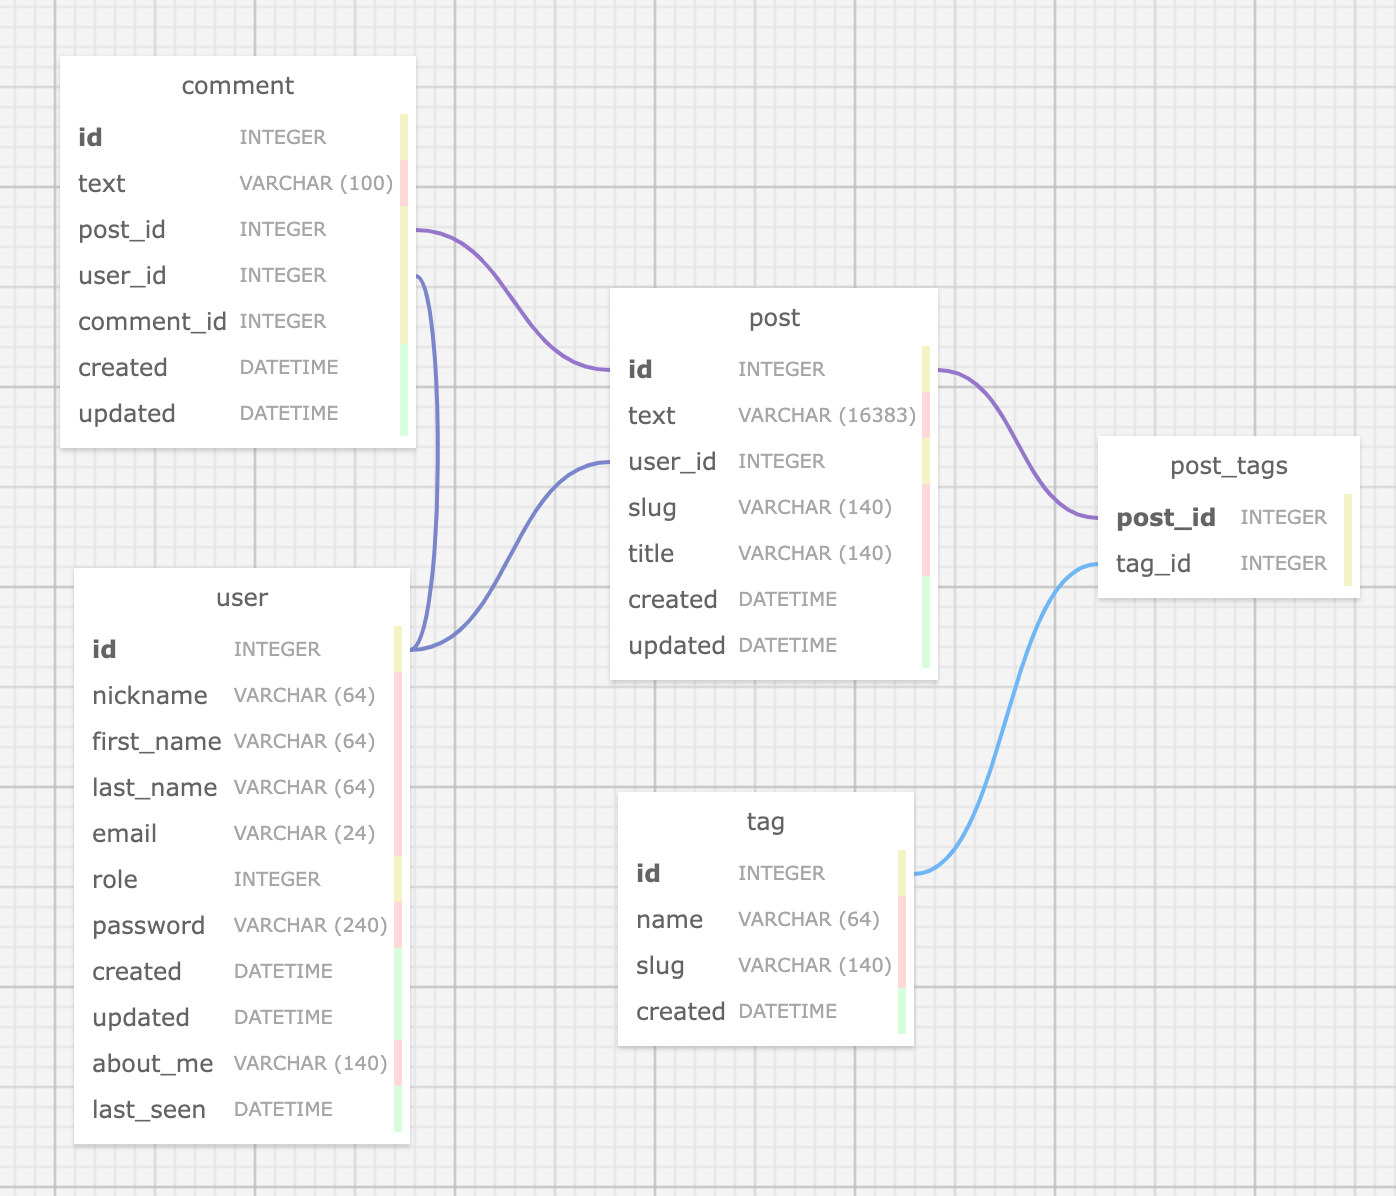 comment
id INTEGER
text VARCHAR (100)
post_id INTEGER
user_id INTEGER
comment_id INTEGER
created DATETIME
updated DATETIME
post
id INTEGER
text VARCHAR (16383)
user_id INTEGER
slug VARCHAR (140)
title VARCHAR (140)
created DATETIME
updated DATETIME
post_tags
post_id INTEGER
tag_id INTEGER
user
id INTEGER
nickname VARCHAR (64)
first_name VARCHAR (64)
last_name VARCHAR (64)
email VARCHAR (24)
role INTEGER
password VARCHAR (240)
created DATETIME
updated DATETIME
about_me VARCHAR (140)
last_seen DATETIME
tag
id INTEGER
name VARCHAR (64)
slug VARCHAR (140)
created DATETIME